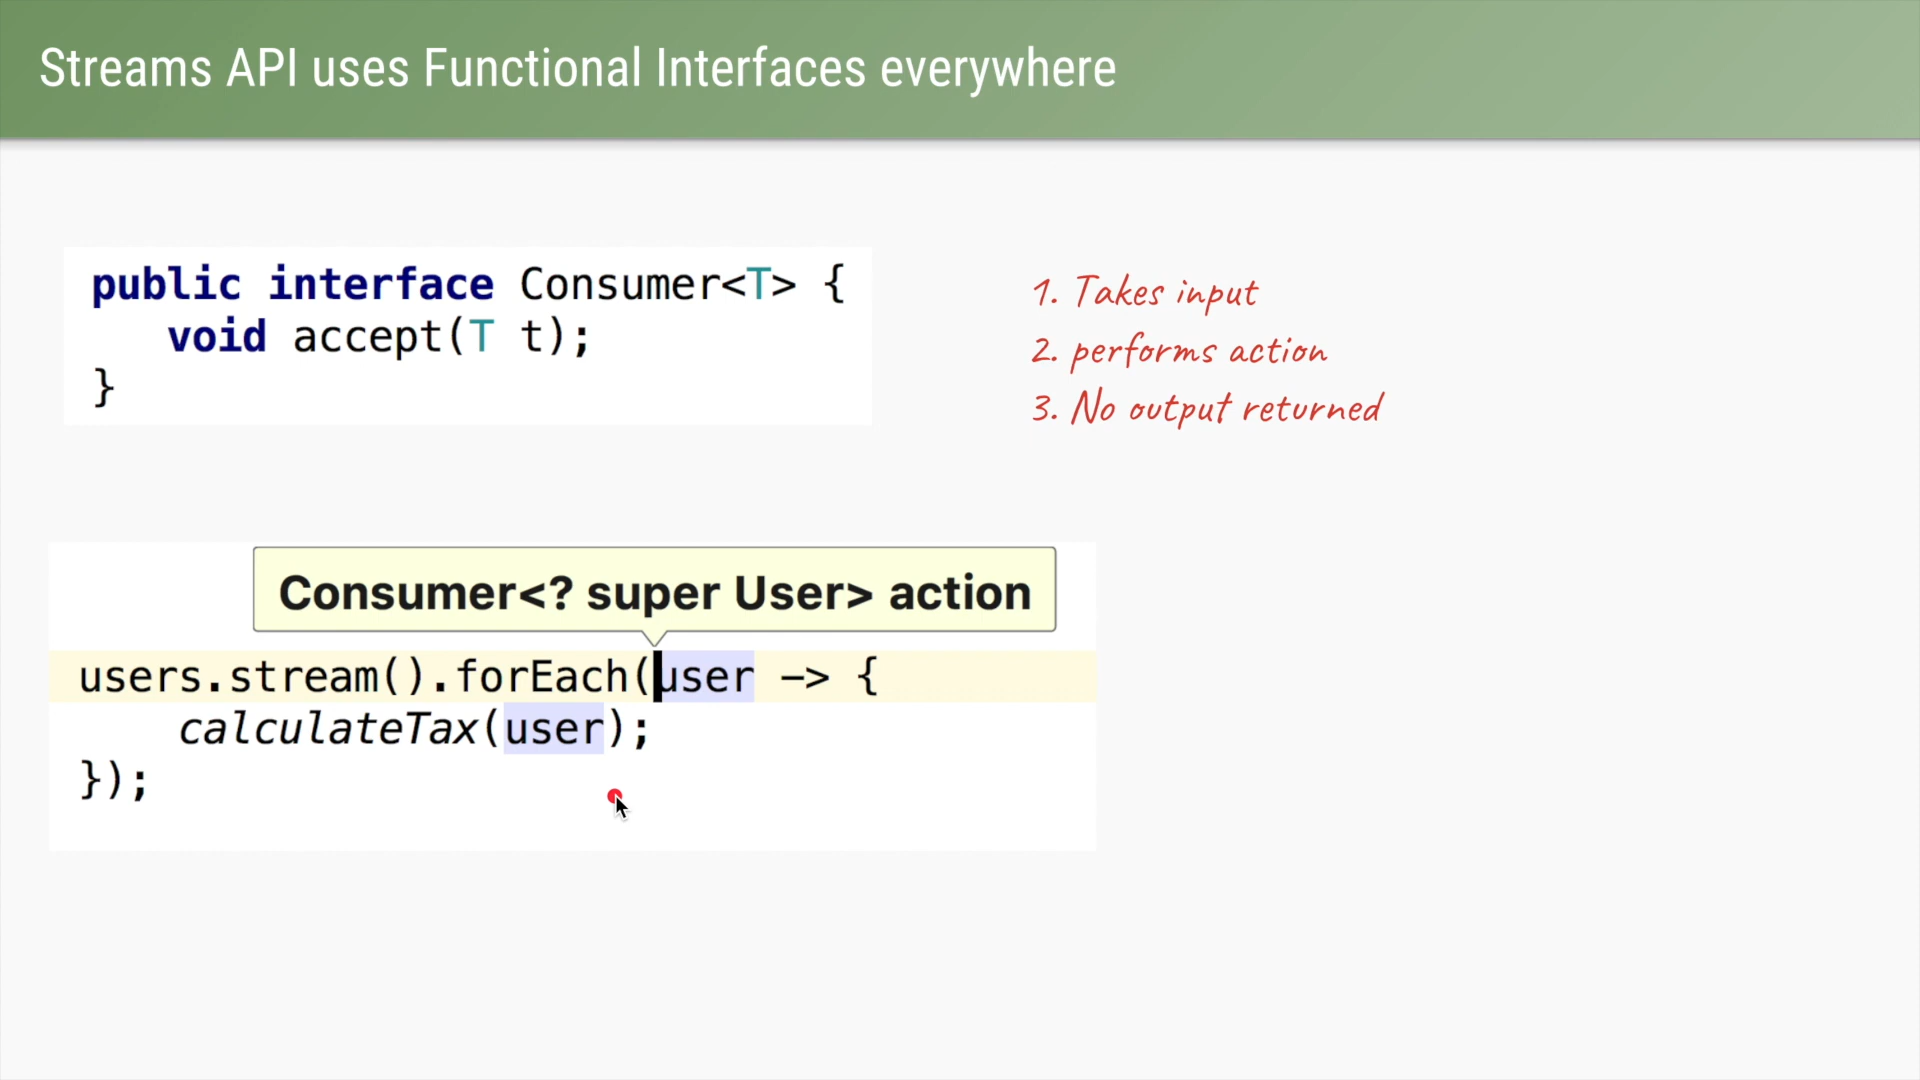 Streams API uses Functional Interfaces everywhere
public interface Consumer<T> {
void accept(T t);
}
1. Takes input
2. performs action
3. No output returned
Consumer<? super User> action
users.stream().forEach(user -> {
calculateTax(user);
});